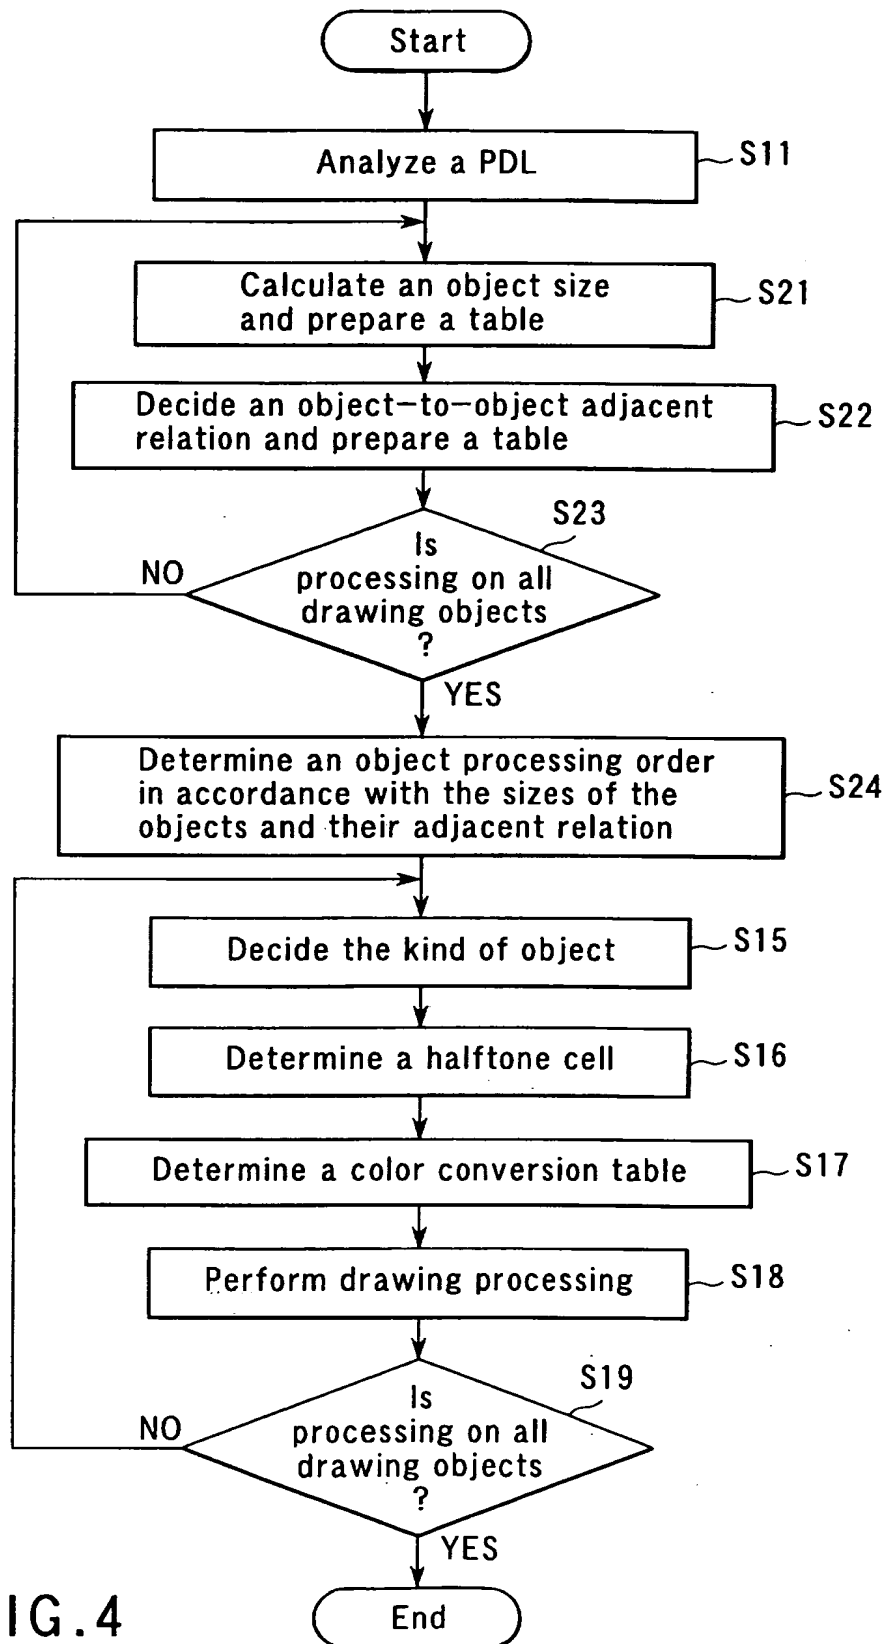 Start
Analyze a PDL
S11
Calculate an object size
and prepare a table
S21
Decide an object-to-object adjacent
relation and prepare a table
S22
S23
Is
processing on all
drawing objects
?
NO
YES
Determine an object processing order
in accordance with the sizes of the
objects and their adjacent relation
S24
Decide the kind of object
S15
Determine a halftone cell
S16
Determine a color conversion table
S17
Perform drawing processing
S18
S19
Is
processing on all
drawing objects
?
NO
YES
End
IG.4